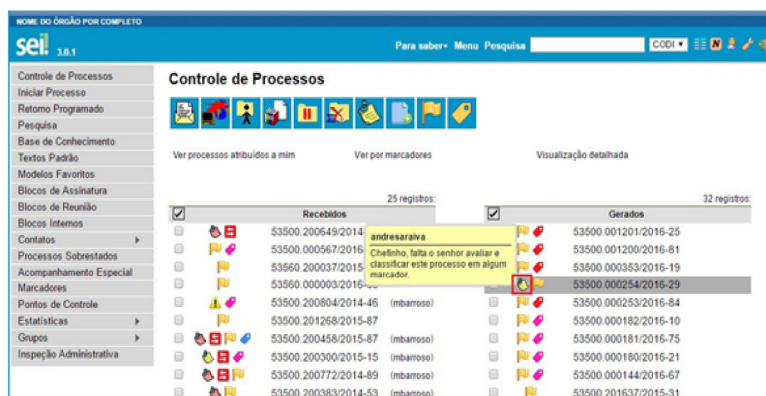 NOME DO ÓRGÃO POR COMPLETO
sei! 3.0.1
Para saber+ Menu Pesquisa CODI
Controle de Processos
Iniciar Processo
Retorno Programado
Pesquisa
Base de Conhecimento
Textos Padrão
Modelos Favoritos
Blocos de Assinatura
Blocos de Reunião
Blocos Internos
Contatos
Processos Sobrestados
Acompanhamento Especial
Marcadores
Pontos de Controle
Estatísticas
Grupos
Inspeção Administrativa
Controle de Processos
Ver processos atribuídos a mim Ver por marcadores Visualização detalhada
25 registros:
Recebidos
53500.200649/2014
53500.000567/2016
53560.200037/2015
53560.000003/2016
53500.200804/2014-46 (mbarroso)
53500.201268/2015-87
53500.200458/2015-87 (mbarroso)
53500.200300/2015-15 (mbarroso)
53500.200772/2014-89 (mbarroso)
53500.200383/2014-53 (mbarroso)
andresaraiva
Chefinho, falta o senhor avaliar e
classificar este processo em algum
marcador.
32 registros:
Gerados
53500.001201/2016-25
53500.001200/2016-81
53500.000353/2016-19
53500.000254/2016-29
53500.000253/2016-84
53500.000182/2016-10
53500.000181/2016-75
53500.000180/2016-21
53500.000144/2016-67
53500.201637/2015-31